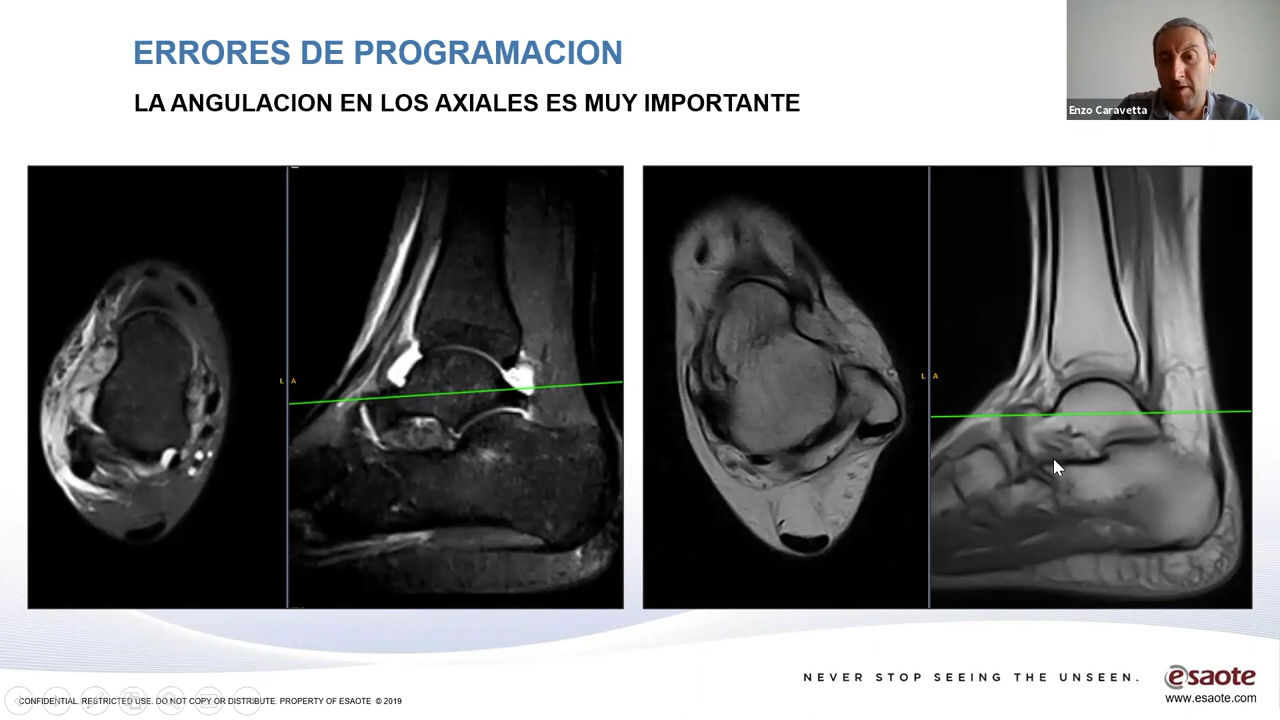 ERRORES DE PROGRAMACION
LA ANGULACION EN LOS AXIALES ES MUY IMPORTANTE
Enzo Caravetta
L A
L A
NEVER STOP SEEING THE UNSEEN.
esaote
www.esaote.com
CONFIDENTIAL. RESTRICTED USE. DO NOT COPY OR DISTRIBUTE. PROPERTY OF ESAOTE © 2019